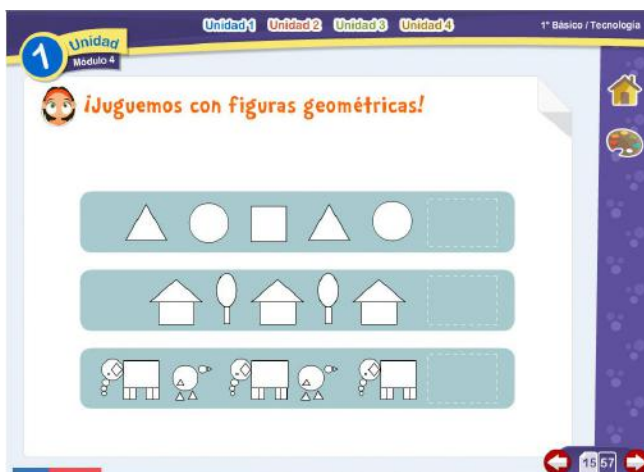 Unidad 1 Unidad 2 Unidad 3 Unidad 4
1° Básico / Tecnología
1
Unidad
Módulo 4
¡Juguemos con figuras geométricas!
15 57